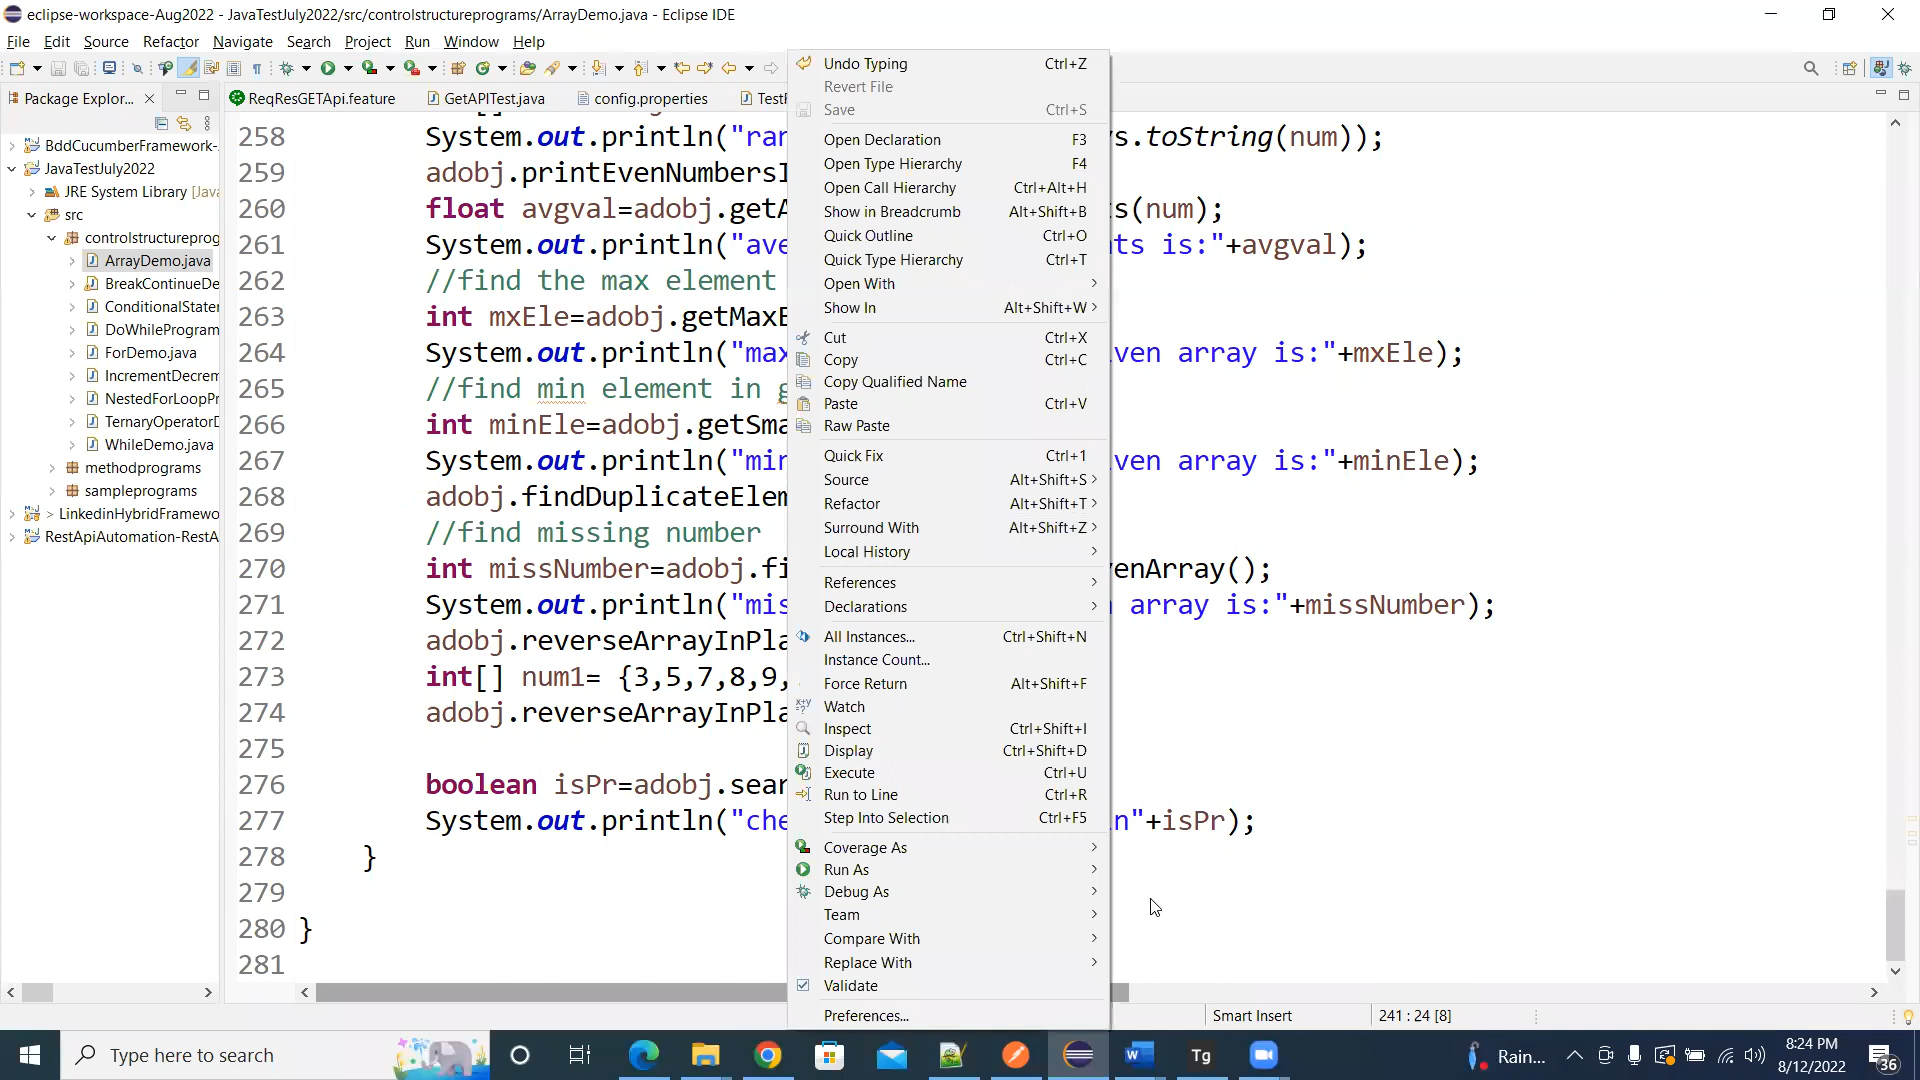 eclipse-workspace-Aug2022 - JavaTestJuly2022/src/controlstructureprograms/ArrayDemo.java - Eclipse IDE
File Edit Source Refactor Navigate Search Project Run Window Help
Package Explor...
BddCucumberFramework-
JavaTestJuly2022
JRE System Library [Java
src
controlstructureprog
ArrayDemo.java
BreakContinueDe
ConditionalStater
DoWhileProgram
ForDemo.java
IncrementDecrem
NestedForLoopPr
TernaryOperatorD
WhileDemo.java
methodprograms
sampleprograms
> LinkedinHybridFramewo
RestApiAutomation-RestA
ReqResGETApi.feature GetAPITest.java config.properties TestR
258 System.out.println("ran s.toString(num));
259 adobj.printEvenNumbersI
260 float avgval=adobj.getA s(num);
261 System.out.println("ave ts is:"+avgval);
262 //find the max element
263 int mxEle=adobj.getMaxE
264 System.out.println("max ven array is:"+mxEle);
265 //find min element in g
266 int minEle=adobj.getSma
267 System.out.println("min ven array is:"+minEle);
268 adobj.findDuplicateElem
269 //find missing number
270 int missNumber=adobj.fi enArray();
271 System.out.println("mis array is:"+missNumber);
272 adobj.reverseArrayInPla
273 int[] num1= {3,5,7,8,9,
274 adobj.reverseArrayInPla
275
276 boolean isPr=adobj.sear
277 System.out.println("che n"+isPr);
278 }
279
280 }
281
Undo Typing Ctrl+Z
Revert File
Save Ctrl+S
Open Declaration F3
Open Type Hierarchy F4
Open Call Hierarchy Ctrl+Alt+H
Show in Breadcrumb Alt+Shift+B
Quick Outline Ctrl+O
Quick Type Hierarchy Ctrl+T
Open With
Show In Alt+Shift+W
Cut Ctrl+X
Copy Ctrl+C
Copy Qualified Name
Paste Ctrl+V
Raw Paste
Quick Fix Ctrl+1
Source Alt+Shift+S
Refactor Alt+Shift+T
Surround With Alt+Shift+Z
Local History
References
Declarations
All Instances... Ctrl+Shift+N
Instance Count...
Force Return Alt+Shift+F
Watch
Inspect Ctrl+Shift+I
Display Ctrl+Shift+D
Execute Ctrl+U
Run to Line Ctrl+R
Step Into Selection Ctrl+F5
Coverage As
Run As
Debug As
Team
Compare With
Replace With
Validate
Preferences...
Smart Insert 241 : 24 [8]
Type here to search
Tg
Rain...
8:24 PM
8/12/2022
36